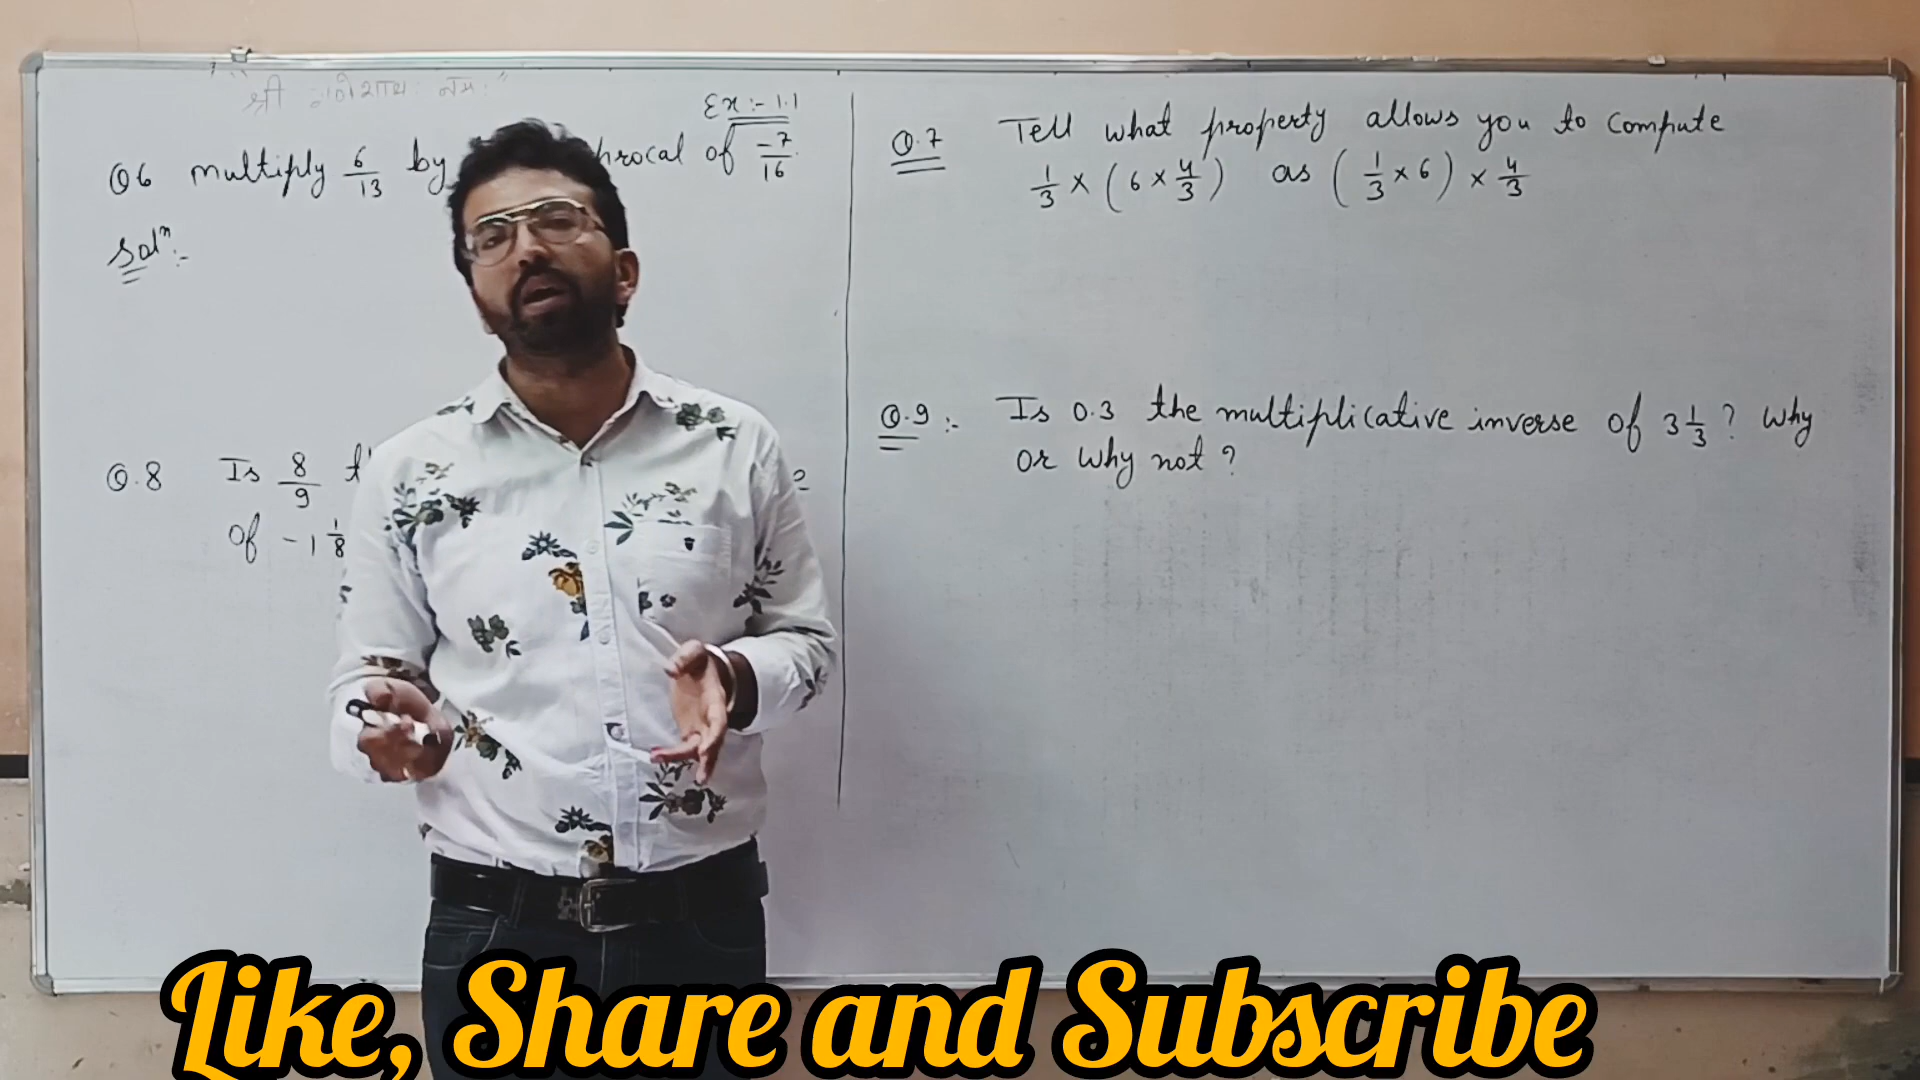 श्री नमः
Ex:- 1.1
Q6 multiply 6/13 by procal of -7/16.
Solⁿ:-
Q.8 Is 8/9
of -1 1/8
Q.7 Tell what property allows you to compute
1/3 × (6 × 4/3) as (1/3 × 6) × 4/3
Q.9:- Is 0.3 the multiplicative inverse of 3 1/3? Why
or why not?
Like, Share and Subscribe